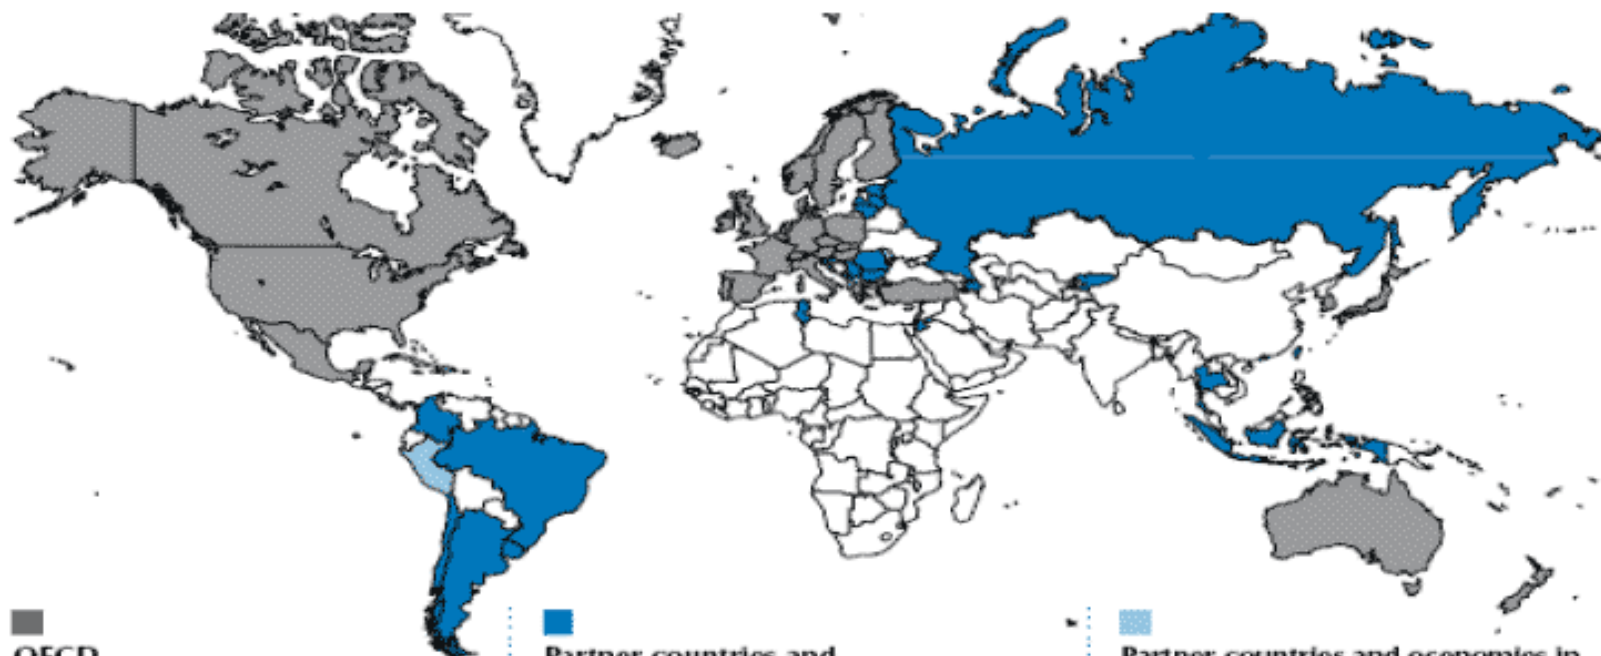 OECD
Partner countries and
Partner countries and economies in